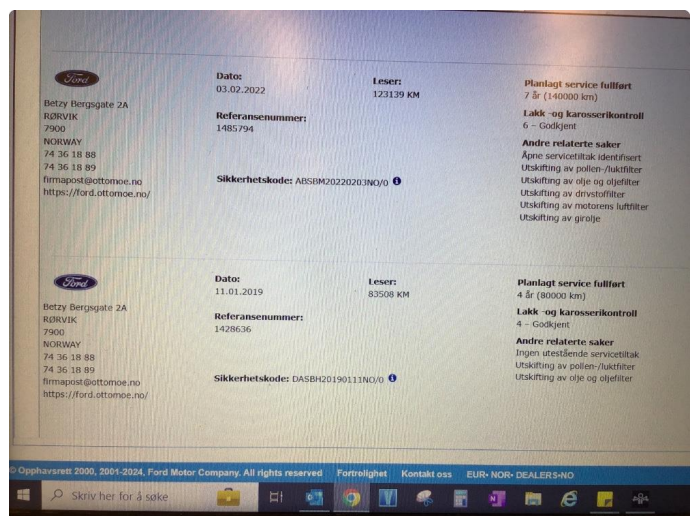 Ford
Betzy Bergsgate 2A
RØRVIK
7900
NORWAY
74 36 18 88
74 36 18 89
firmapost@ottomoe.no
https://ford.ottomoe.no/
Dato:
03.02.2022
Referansenummer:
1485794
Sikkerhetskode: ABSBM20220203NO/0
Leser:
123139 KM
Planlagt service fullført
7 år (140000 km)
Lakk -og karosserikontroll
6 – Godkjent
Andre relaterte saker
Åpne servicetiltak identifisert
Utskifting av pollen-/luktfilter
Utskifting av olje og oljefilter
Utskifting av drivstoffilter
Utskifting av motorens luftfilter
Utskifting av girolje
Ford
Betzy Bergsgate 2A
RØRVIK
7900
NORWAY
74 36 18 88
74 36 18 89
firmapost@ottomoe.no
https://ford.ottomoe.no/
Dato:
11.01.2019
Referansenummer:
1428636
Sikkerhetskode: DASBH20190111NO/0
Leser:
83508 KM
Planlagt service fullført
4 år (80000 km)
Lakk -og karosserikontroll
4 – Godkjent
Andre relaterte saker
Ingen utestående servicetiltak
Utskifting av pollen-/luktfilter
Utskifting av olje og oljefilter
© Opphavsrett 2000, 2001-2024, Ford Motor Company. All rights reserved Fortrolighet Kontakt oss EUR- NOR- DEALERS-NO
Skriv her for å søke